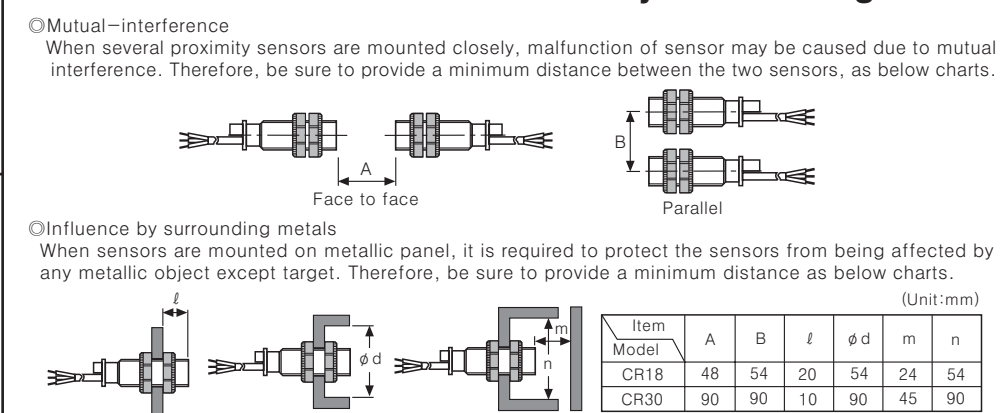 ◎Mutual-interference
When several proximity sensors are mounted closely, malfunction of sensor may be caused due to mutual
interference. Therefore, be sure to provide a minimum distance between the two sensors, as below charts.
A
Face to face
B
Parallel
◎Influence by surrounding metals
When sensors are mounted on metallic panel, it is required to protect the sensors from being affected by
any metallic object except target. Therefore, be sure to provide a minimum distance as below charts.
ℓ
ød
m
n
(Unit:mm)
Item Model A B ℓ ød m n
CR18 48 54 20 54 24 54
CR30 90 90 10 90 45 90